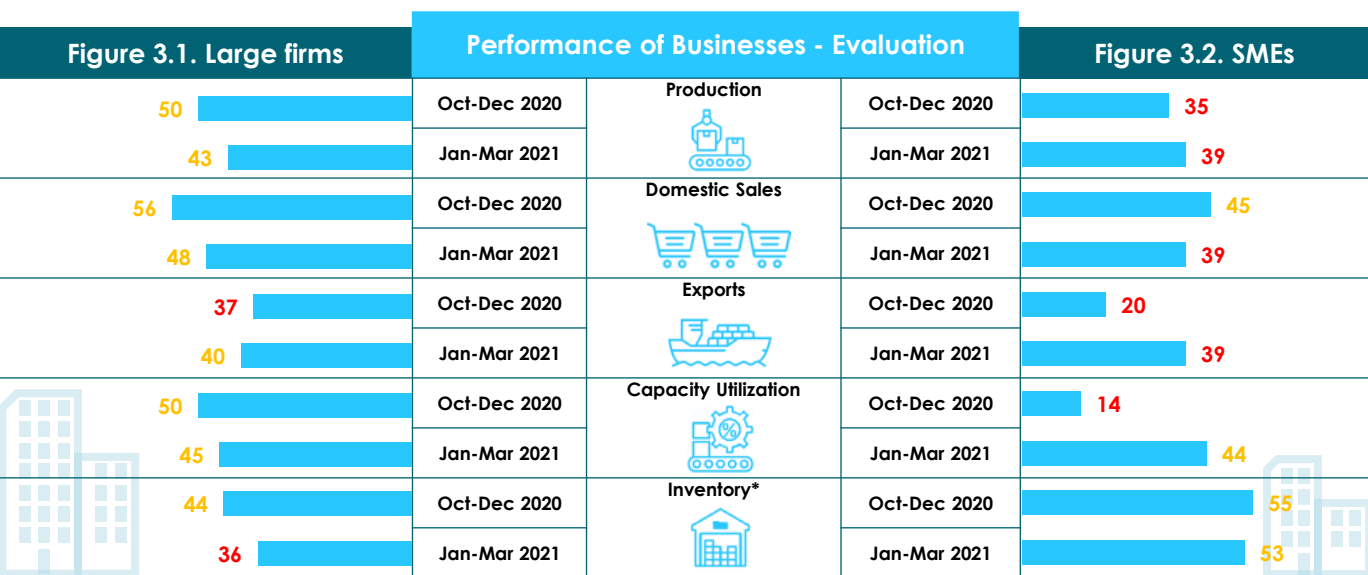 Figure 3.1. Large firms
Performance of Businesses - Evaluation
Figure 3.2. SMEs
Production
50 Oct-Dec 2020 Oct-Dec 2020 35
43 Jan-Mar 2021 Jan-Mar 2021 39
Domestic Sales
56 Oct-Dec 2020 Oct-Dec 2020 45
48 Jan-Mar 2021 Jan-Mar 2021 39
Exports
37 Oct-Dec 2020 Oct-Dec 2020 20
40 Jan-Mar 2021 Jan-Mar 2021 39
Capacity Utilization
50 Oct-Dec 2020 Oct-Dec 2020 14
%
45 Jan-Mar 2021 Jan-Mar 2021 44
Inventory*
44 Oct-Dec 2020 Oct-Dec 2020 55
36 Jan-Mar 2021 Jan-Mar 2021 53